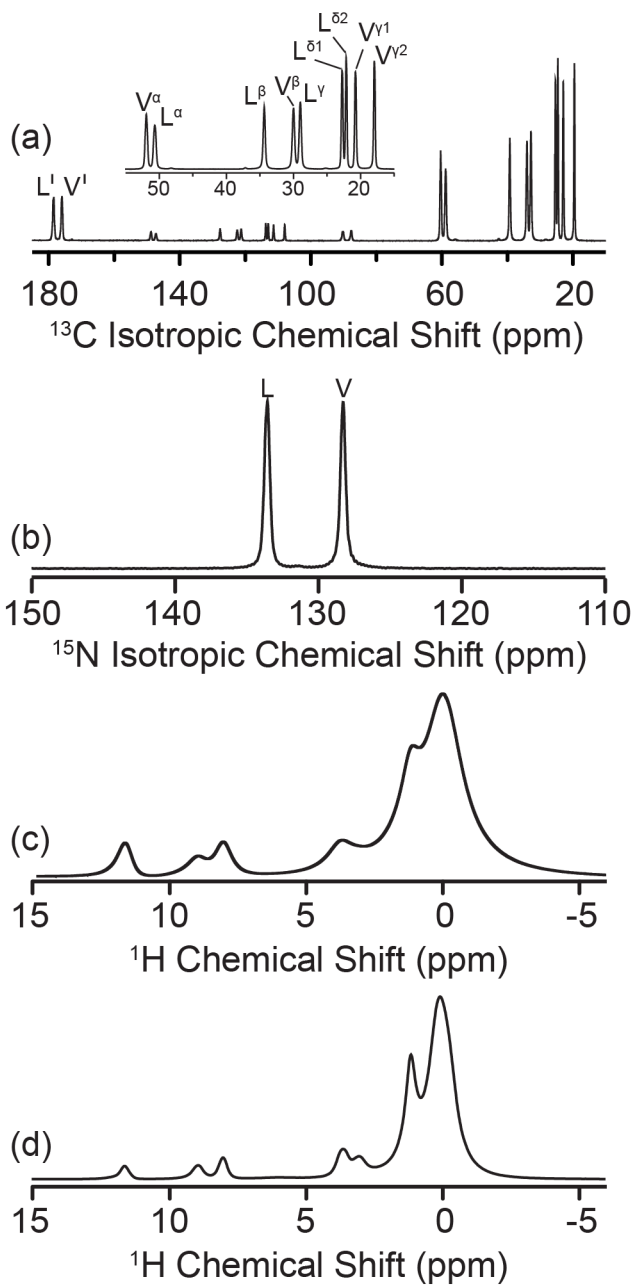 (a)
Lᵟ²
Lᵟ¹ Vᵞ¹
Vᵞ²
Vᵅ Lᵅ Lᵝ Vᵝ Lᵞ
50 40 30 20
L' V'
180 140 100 60 20
¹³C Isotropic Chemical Shift (ppm)
(b)
L V
150 140 130 120 110
¹⁵N Isotropic Chemical Shift (ppm)
(c)
15 10 5 0 -5
¹H Chemical Shift (ppm)
(d)
15 10 5 0 -5
¹H Chemical Shift (ppm)